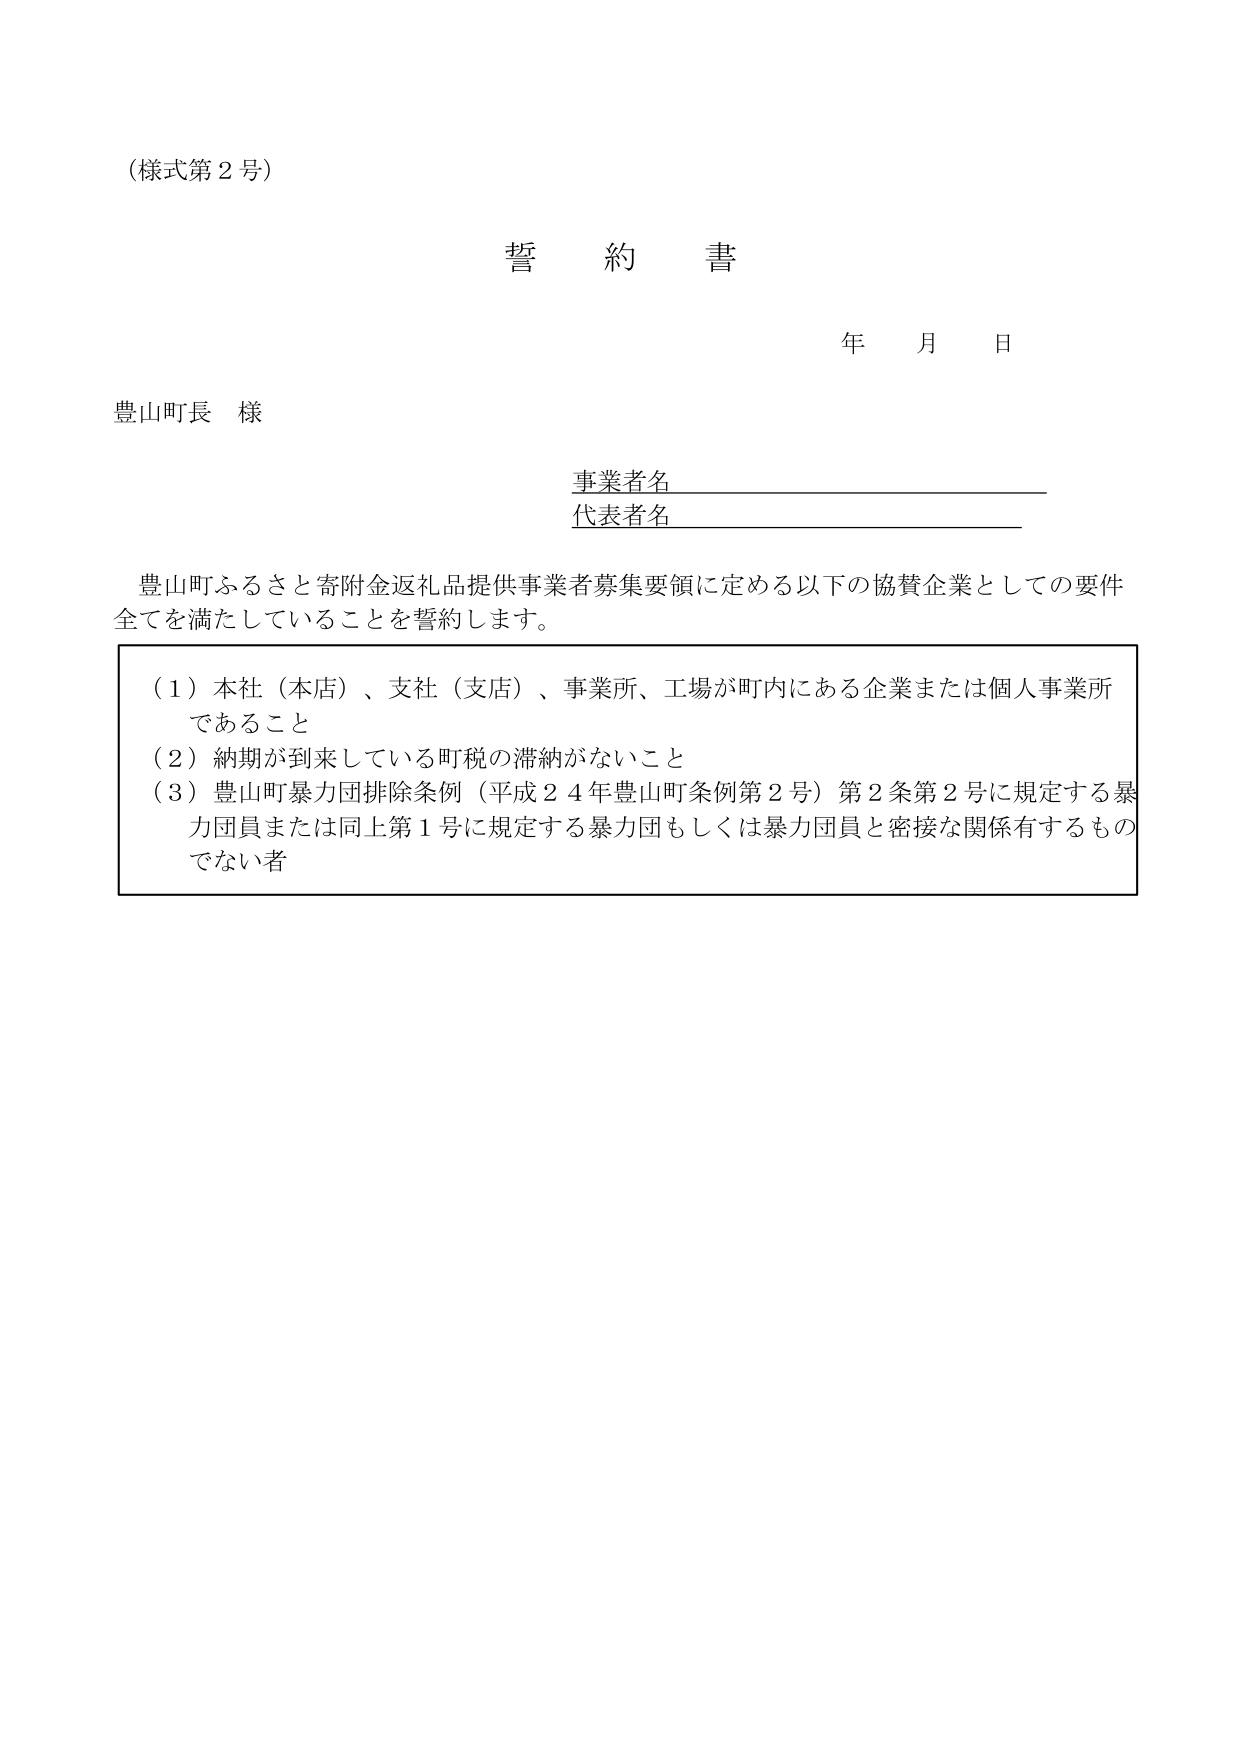 （様式第２号）
誓　約　書
年　　月　　日
豊山町長　様
事業者名
代表者名
　豊山町ふるさと寄附金返礼品提供事業者募集要領に定める以下の協賛企業としての要件
全てを満たしていることを誓約します。
（１）本社（本店）、支社（支店）、事業所、工場が町内にある企業または個人事業所
であること
（２）納期が到来している町税の滞納がないこと
（３）豊山町暴力団排除条例（平成２４年豊山町条例第２号）第２条第２号に規定する暴
力団員または同上第１号に規定する暴力団もしくは暴力団員と密接な関係有するもの
でない者